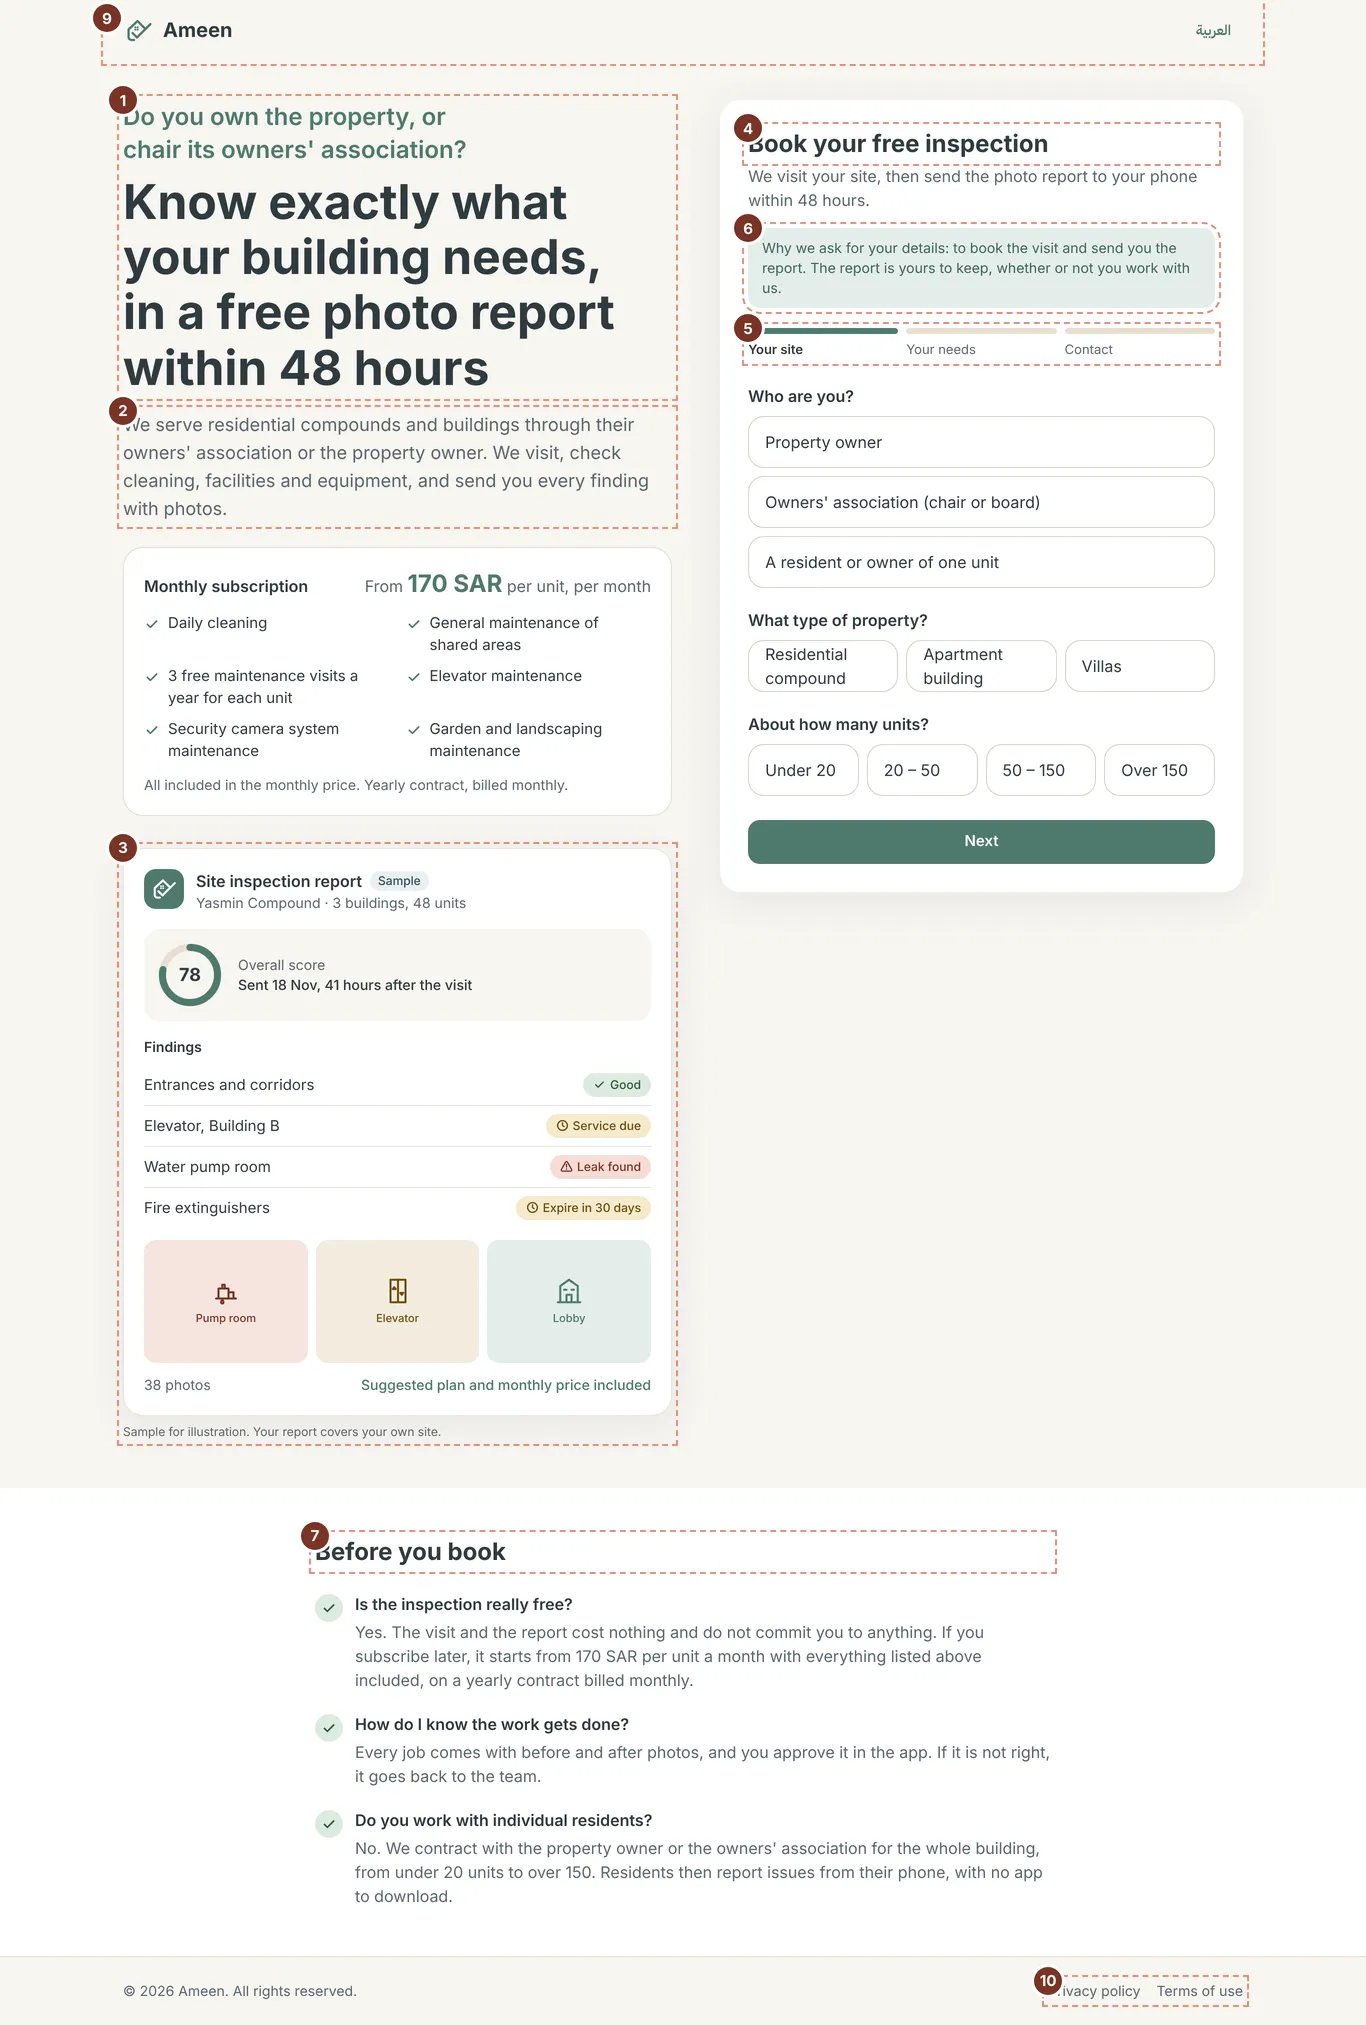 9
Ameen
العربية
1
Do you own the property, or
chair its owners' association?
Know exactly what
your building needs,
in a free photo report
within 48 hours
2
We serve residential compounds and buildings through their
owners' association or the property owner. We visit, check
cleaning, facilities and equipment, and send you every finding
with photos.
Monthly subscription
From 170 SAR per unit, per month
Daily cleaning
General maintenance of
shared areas
3 free maintenance visits a
year for each unit
Elevator maintenance
Security camera system
maintenance
Garden and landscaping
maintenance
All included in the monthly price. Yearly contract, billed monthly.
3
Site inspection report
Sample
Yasmin Compound · 3 buildings, 48 units
78
Overall score
Sent 18 Nov, 41 hours after the visit
Findings
Entrances and corridors
Good
Elevator, Building B
Service due
Water pump room
Leak found
Fire extinguishers
Expire in 30 days
Pump room
Elevator
Lobby
38 photos
Suggested plan and monthly price included
Sample for illustration. Your report covers your own site.
4
Book your free inspection
We visit your site, then send the photo report to your phone
within 48 hours.
6
Why we ask for your details: to book the visit and send you the
report. The report is yours to keep, whether or not you work with
us.
5
Your site
Your needs
Contact
Who are you?
Property owner
Owners' association (chair or board)
A resident or owner of one unit
What type of property?
Residential
compound
Apartment
building
Villas
About how many units?
Under 20
20 – 50
50 – 150
Over 150
Next
7
Before you book
Is the inspection really free?
Yes. The visit and the report cost nothing and do not commit you to anything. If you
subscribe later, it starts from 170 SAR per unit a month with everything listed above
included, on a yearly contract billed monthly.
How do I know the work gets done?
Every job comes with before and after photos, and you approve it in the app. If it is not right,
it goes back to the team.
Do you work with individual residents?
No. We contract with the property owner or the owners' association for the whole building,
from under 20 units to over 150. Residents then report issues from their phone, with no app
to download.
© 2026 Ameen. All rights reserved.
10
Privacy policy
Terms of use